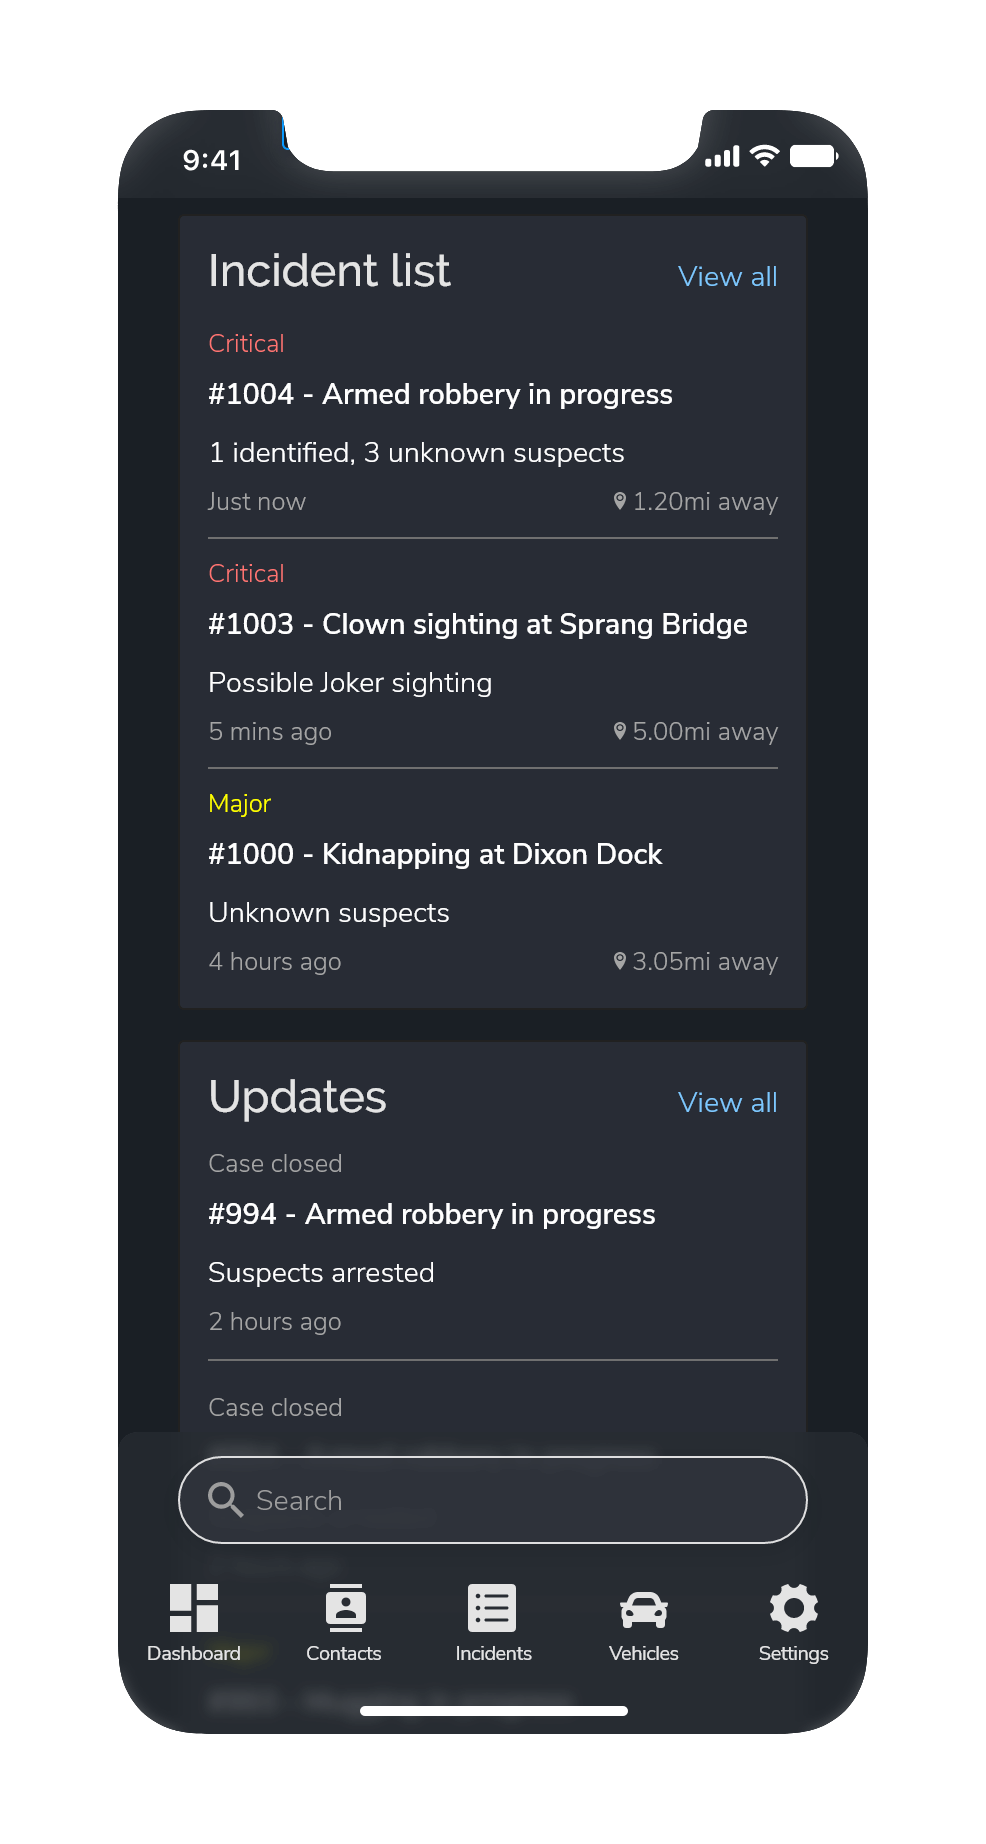 9:41
Incident list
View all
Critical
#1004 - Armed robbery in progress
1 identified, 3 unknown suspects
Just now
1.20mi away
Critical
#1003 - Clown sighting at Sprang Bridge
Possible Joker sighting
5 mins ago
5.00mi away
Major
#1000 - Kidnapping at Dixon Dock
Unknown suspects
4 hours ago
3.05mi away
Updates
View all
Case closed
#994 - Armed robbery in progress
Suspects arrested
2 hours ago
Case closed
Search
Dashboard
Contacts
Incidents
Vehicles
Settings